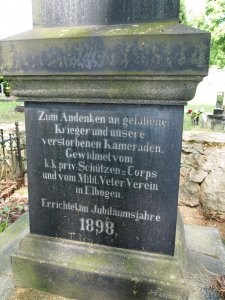 Zum Andenken an gefallene
Krieger und unsere
verstorbenen Kameraden.
Gewidmet vom
k.k. priv. Schützen=Corps
und vom Milit. Veter. Verein
in Elbogen.
Errichtet im Jubilaumsjahre
1898.